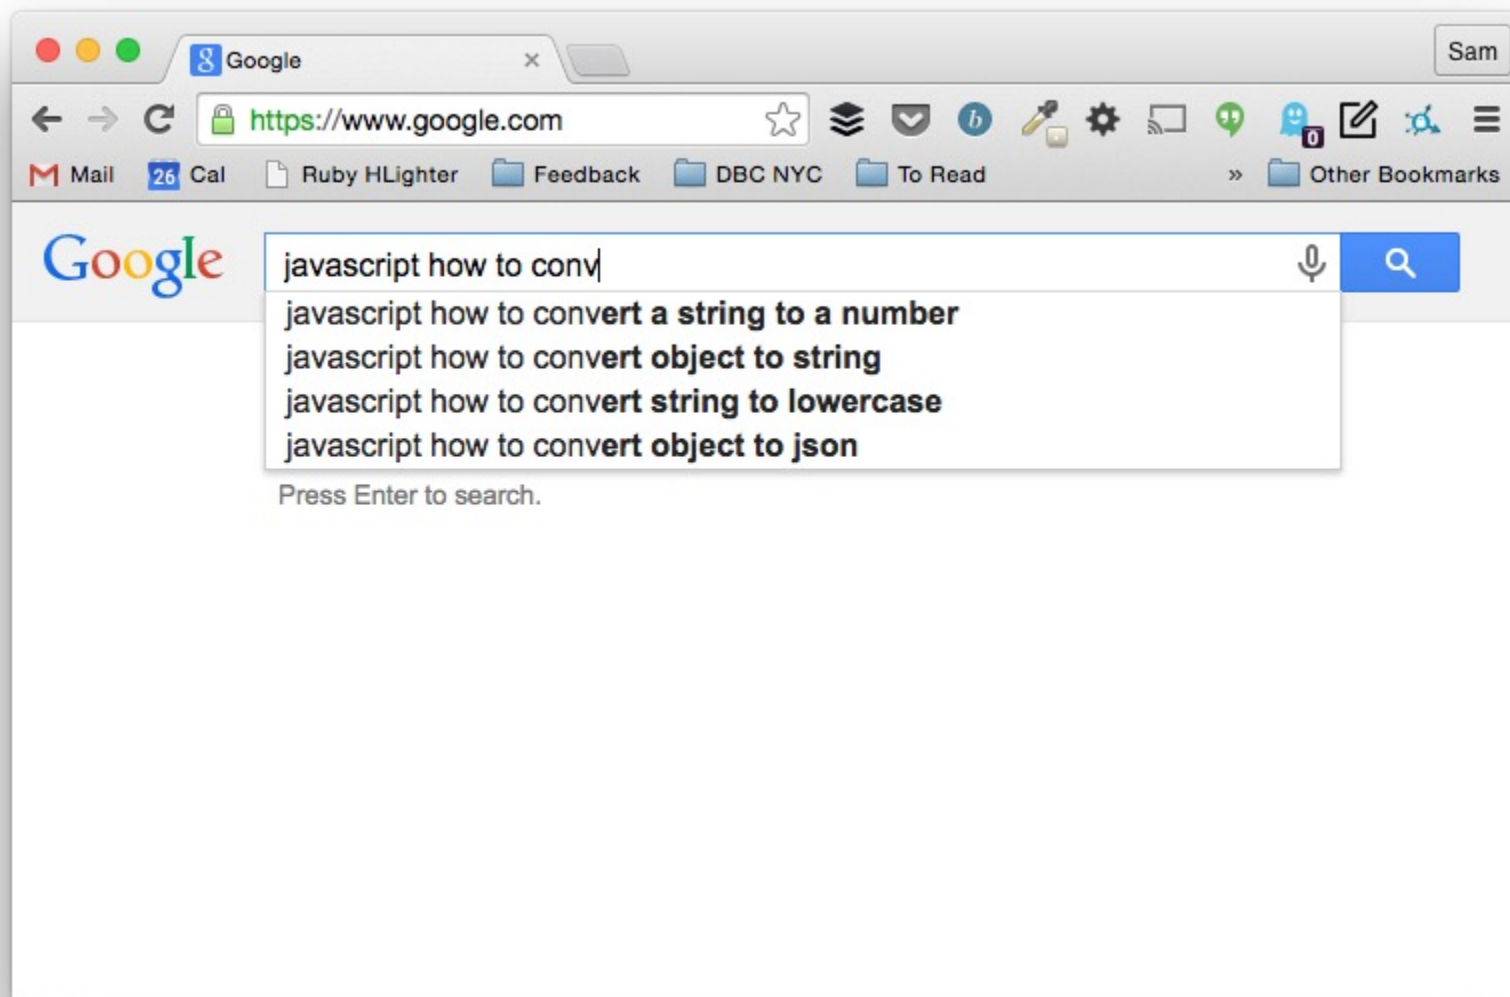 Google
Sam
https://www.google.com
b
0
Mail 26 Cal Ruby HLighter Feedback DBC NYC To Read » Other Bookmarks
Google javascript how to conv
javascript how to convert a string to a number
javascript how to convert object to string
javascript how to convert string to lowercase
javascript how to convert object to json
Press Enter to search.